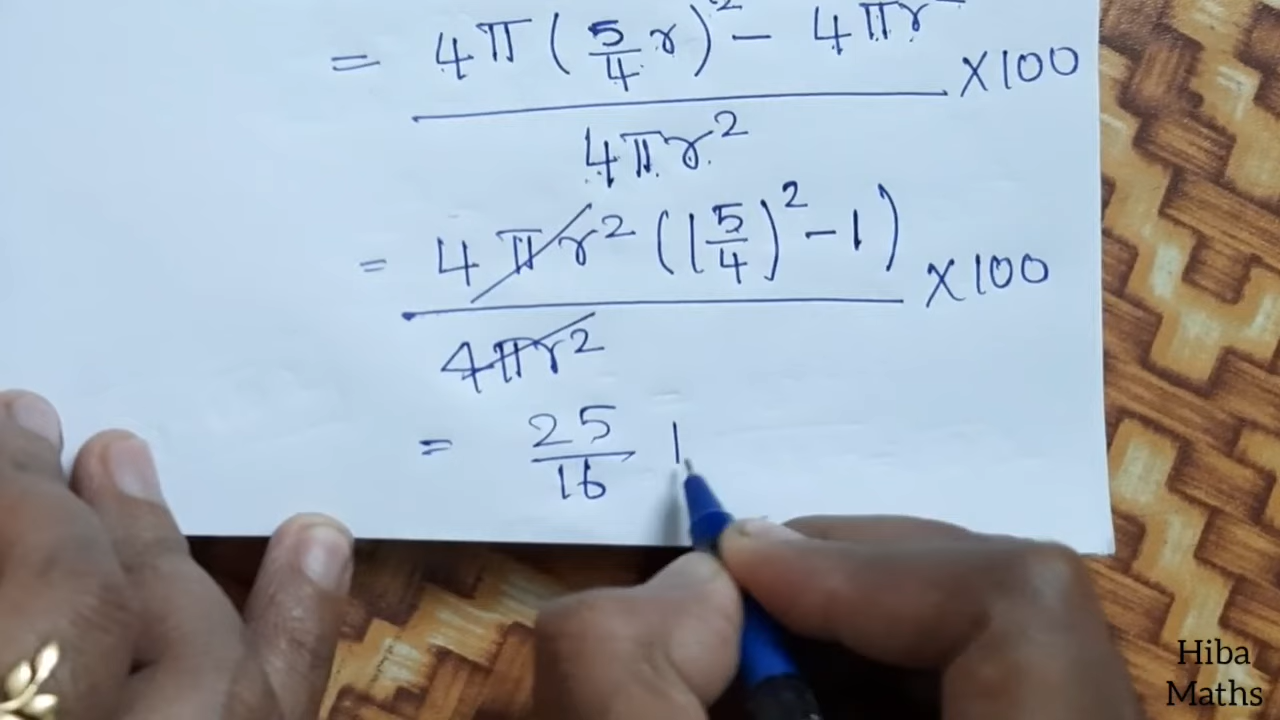 = 4π(5/4 r)² - 4πr² × 100
4πr²
= 4πr² ((5/4)² - 1) × 100
4πr²
= 25/16 1
Hiba
Maths